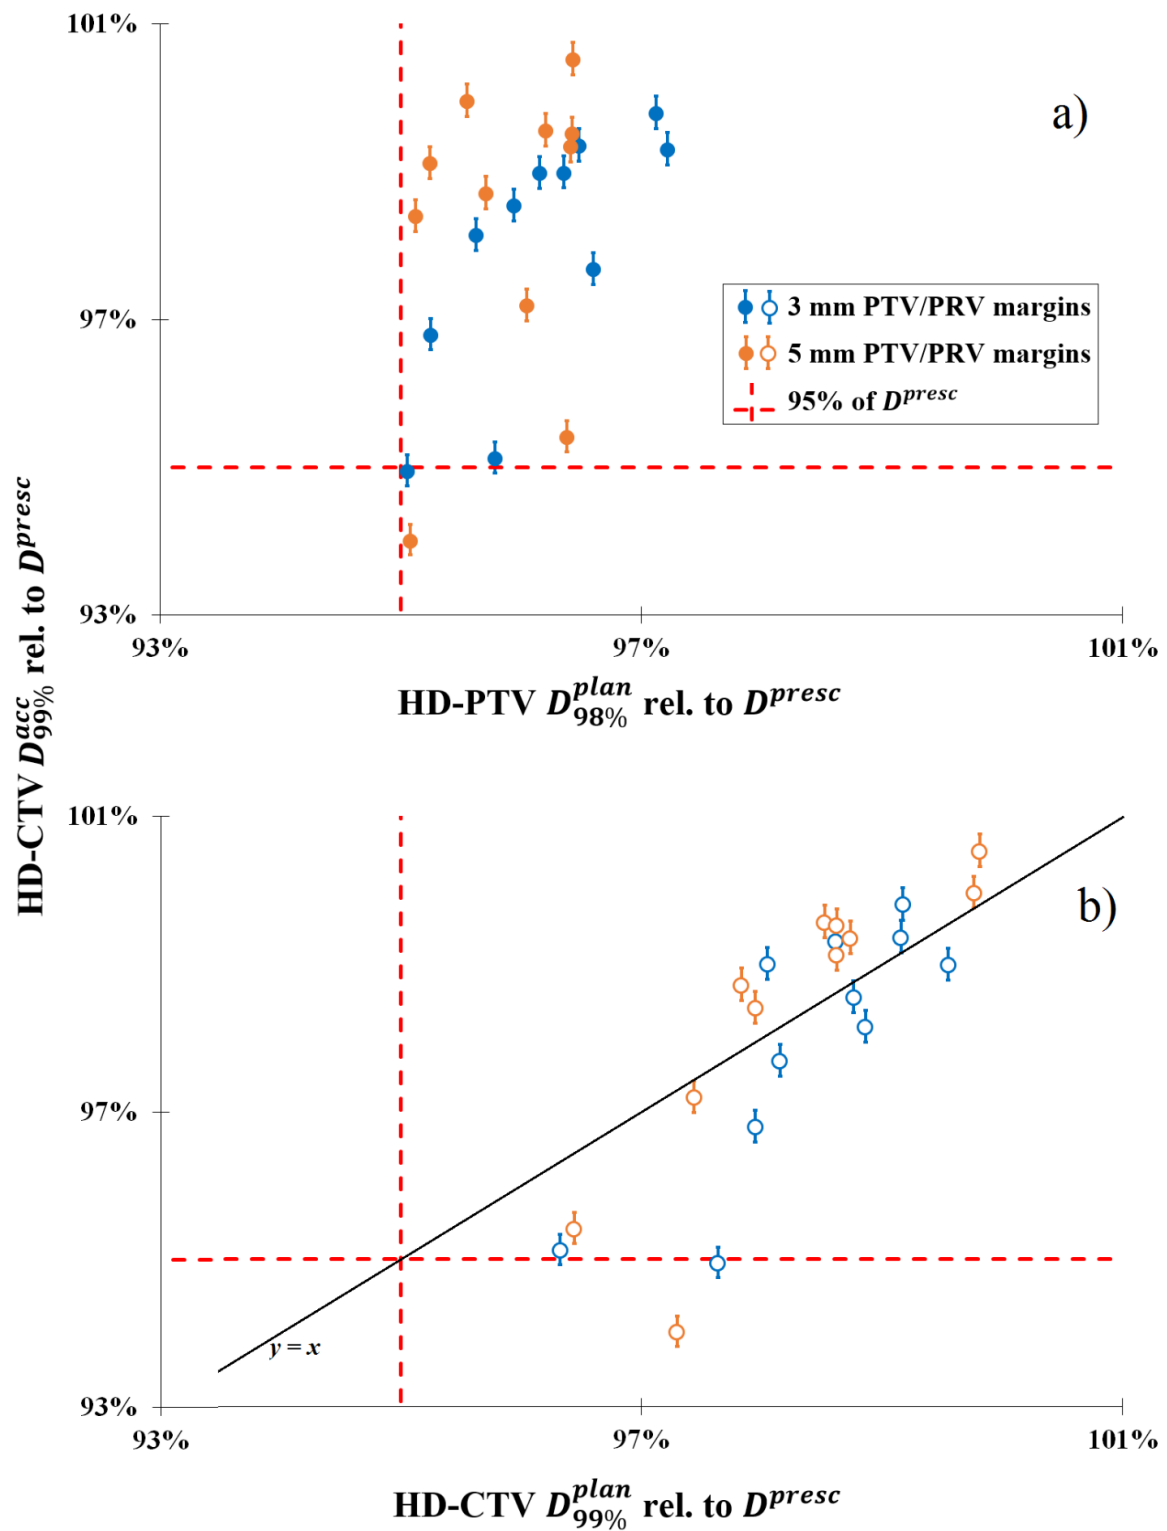 101%
a)
97%
3 mm PTV/PRV margins
5 mm PTV/PRV margins
95% of D^presc
93%
93%
97%
101%
HD-PTV D^plan_98% rel. to D^presc
HD-CTV D^acc_99% rel. to D^presc
101%
b)
97%
y = x
93%
93%
97%
101%
HD-CTV D^plan_99% rel. to D^presc